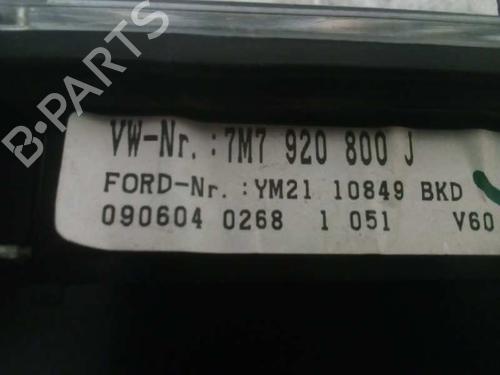 VW-Nr.:7M7 920 800 J
FORD-Nr.:YM21 10849 BKD
090604 0268 1 051 V60
B-PARTS